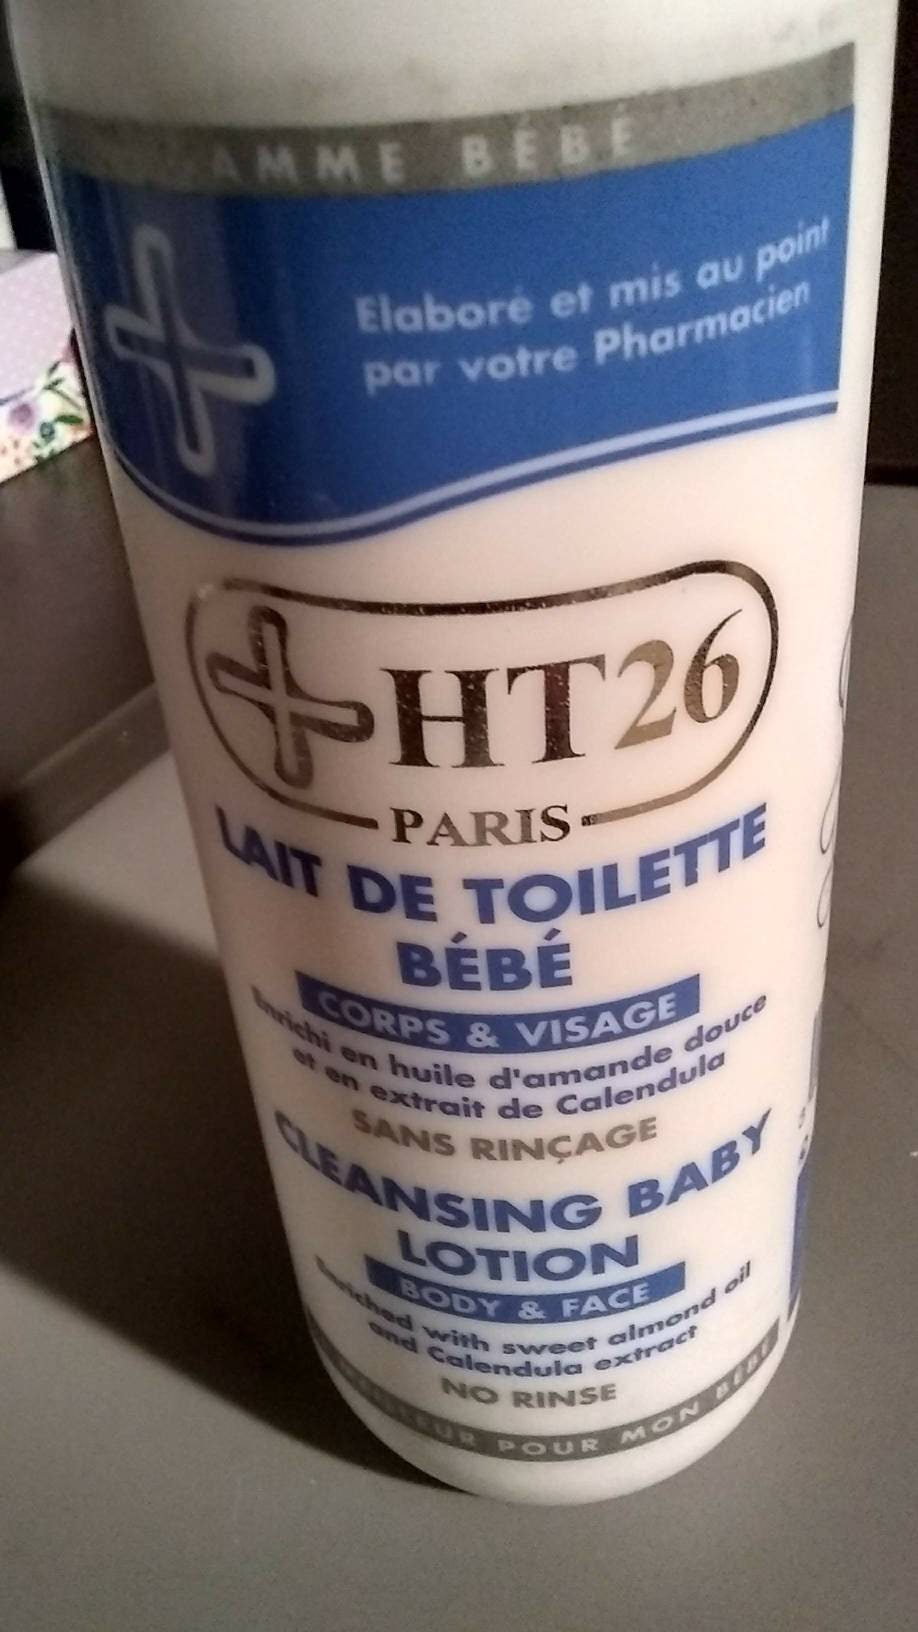 BÉBÉ
Elaboré et mis au point
par votre Pharmacien
HT26
PARIS
LAIT DE TOILETTE
BÉBÉ
CORPS & VISAGE
Enrichi en huile d'amande douce
et en extrait de Calendula
SANS RINÇAGE
CLEANSING BABY
LOTION
BODY & FACE
Enriched with sweet almond oil
and Calendula extract
NO RINSE
POUR MON BÉBÉ